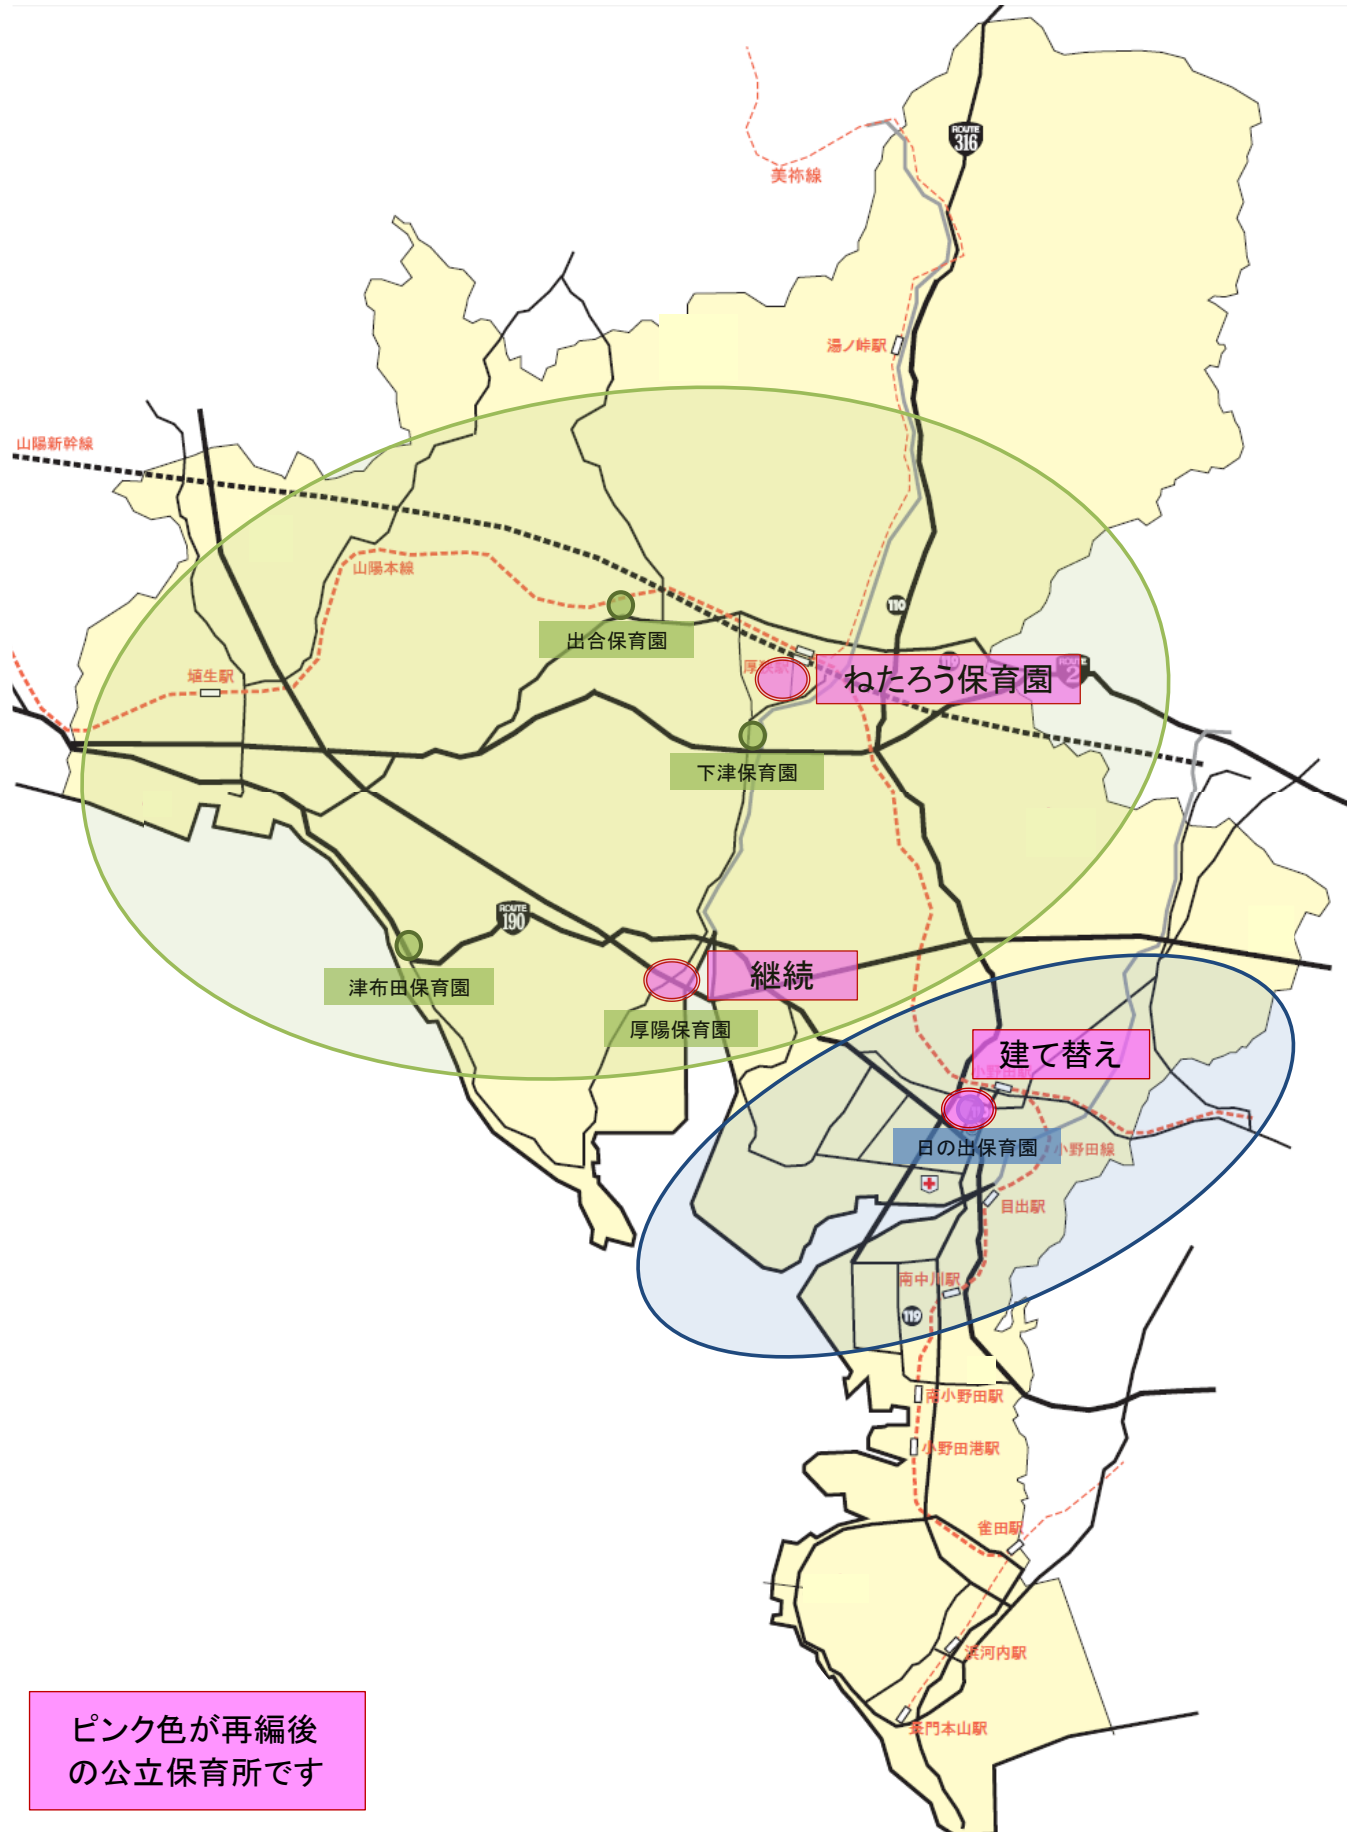 ROUTE
316
美祢線
湯ノ峠駅
山陽新幹線
山陽本線
110
出合保育園
埴生駅
ねたろう保育園
ROUTE
2
下津保育園
ROUTE
190
津布田保育園
継続
厚陽保育園
建て替え
日の出保育園
小野田線
目出駅
南中川駅
119
南小野田駅
小野田港駅
雀田駅
浜河内駅
長門本山駅
ピンク色が再編後
の公立保育所です